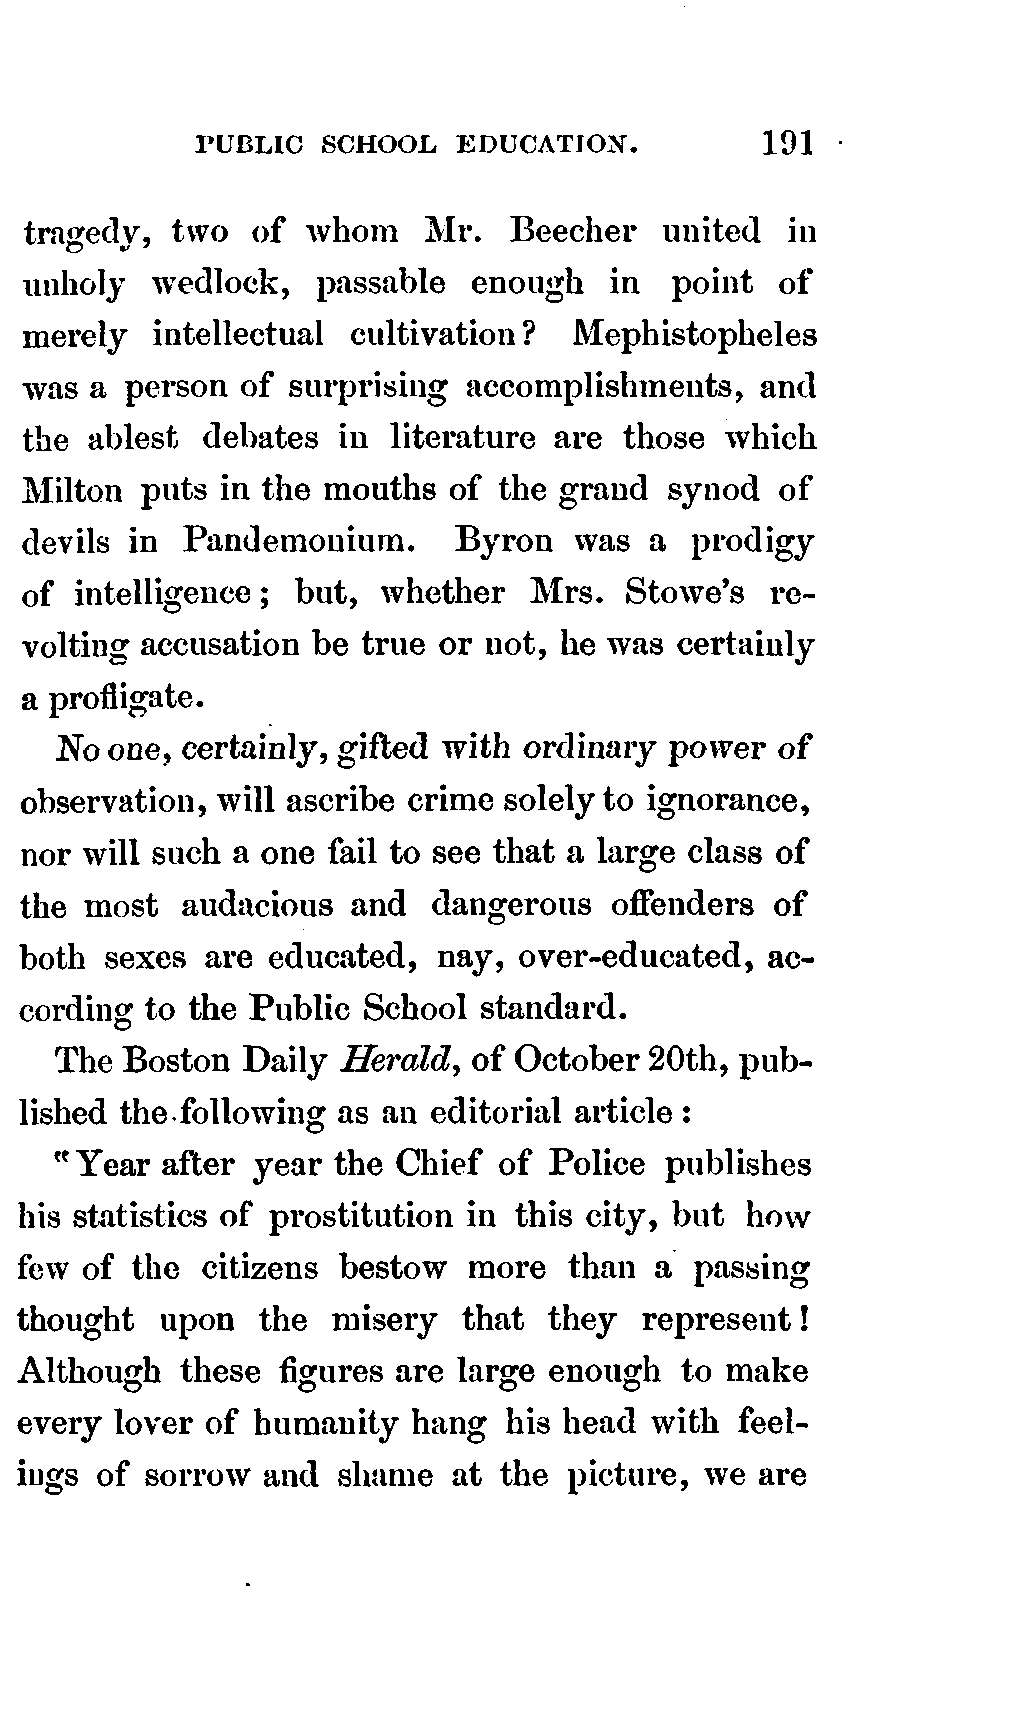 PUBLIC SCHOOL EDUCATION. 191
tragedy, two of whom Mr. Beecher united in
unholy wedlock, passable enough in point of
merely intellectual cultivation? Mephistopheles
was a person of surprising accomplishments, and
the ablest debates in literature are those which
Milton puts in the mouths of the grand synod of
devils in Pandemonium. Byron was a prodigy
of intelligence; but, whether Mrs. Stowe's re-
volting accusation be true or not, he was certainly
a profligate.
No one, certainly, gifted with ordinary power of
observation, will ascribe crime solely to ignorance,
nor will such a one fail to see that a large class of
the most audacious and dangerous offenders of
both sexes are educated, nay, over-educated, ac-
cording to the Public School standard.
The Boston Daily Herald, of October 20th, pub-
lished the following as an editorial article:
"Year after year the Chief of Police publishes
his statistics of prostitution in this city, but how
few of the citizens bestow more than a passing
thought upon the misery that they represent!
Although these figures are large enough to make
every lover of humanity hang his head with feel-
ings of sorrow and shame at the picture, we are